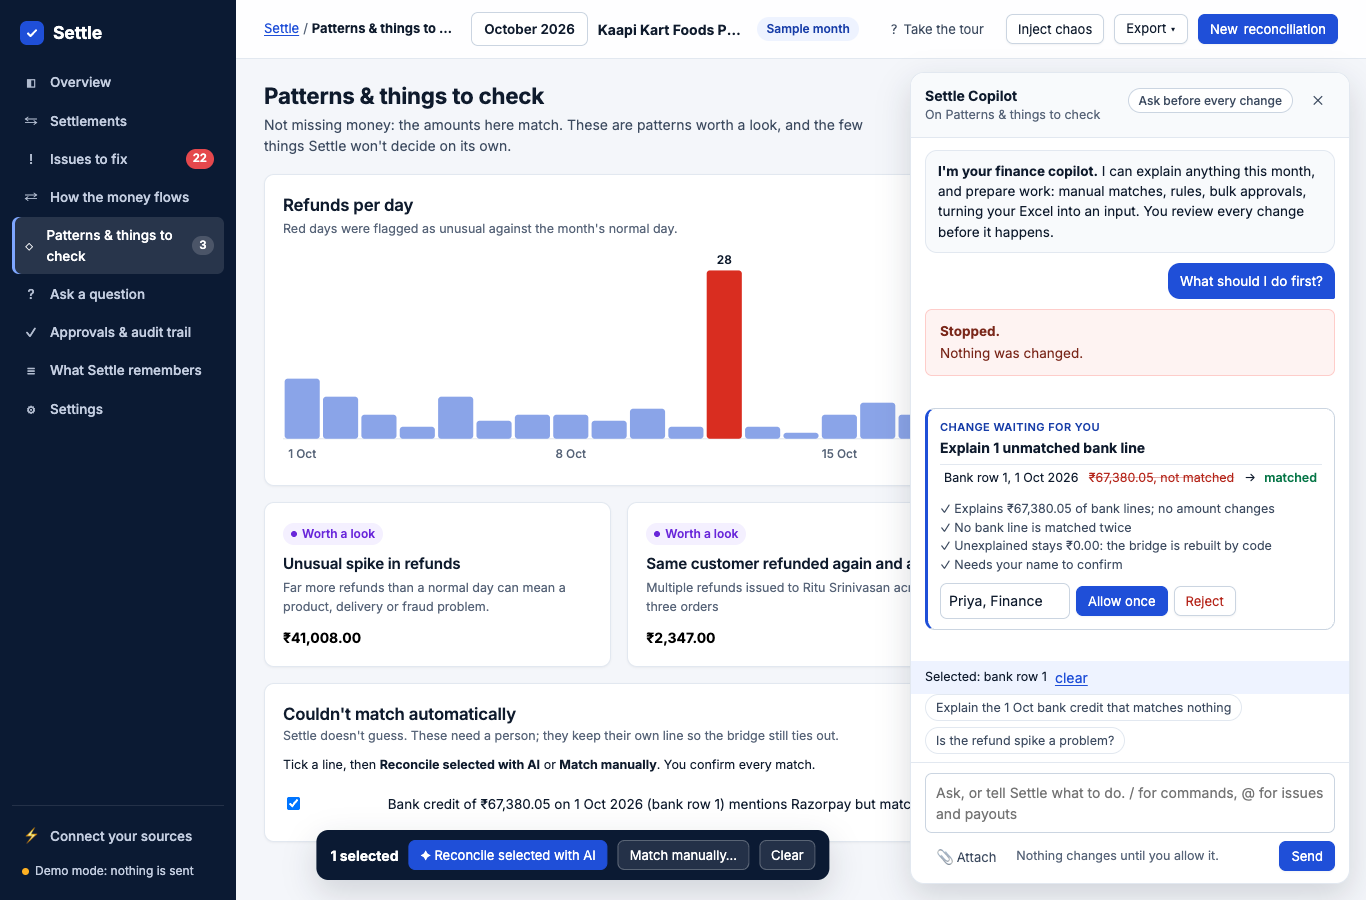 Settle
Overview
Settlements
Issues to fix
22
How the money flows
Patterns & things to
check
3
Ask a question
Approvals & audit trail
What Settle remembers
Settings
Connect your sources
Demo mode: nothing is sent
Settle / Patterns & things to ...
October 2026
Kaapi Kart Foods P...
Sample month
? Take the tour
Inject chaos
Export
New reconciliation
Patterns & things to check
Not missing money: the amounts here match. These are patterns worth a look, and the few
things Settle won't decide on its own.
Refunds per day
Red days were flagged as unusual against the month's normal day.
28
1 Oct
8 Oct
15 Oct
Worth a look
Unusual spike in refunds
Far more refunds than a normal day can mean a
product, delivery or fraud problem.
₹41,008.00
Worth a look
Same customer refunded again and a
Multiple refunds issued to Ritu Srinivasan acr
three orders
₹2,347.00
Couldn't match automatically
Settle doesn't guess. These need a person; they keep their own line so the bridge still ties out.
Tick a line, then Reconcile selected with AI or Match manually. You confirm every match.
Bank credit of ₹67,380.05 on 1 Oct 2026 (bank row 1) mentions Razorpay but matc
1 selected
Reconcile selected with AI
Match manually...
Clear
Settle Copilot
On Patterns & things to check
Ask before every change
I'm your finance copilot. I can explain anything this month,
and prepare work: manual matches, rules, bulk approvals,
turning your Excel into an input. You review every change
before it happens.
What should I do first?
Stopped.
Nothing was changed.
CHANGE WAITING FOR YOU
Explain 1 unmatched bank line
Bank row 1, 1 Oct 2026 ₹67,380.05, not matched → matched
✓ Explains ₹67,380.05 of bank lines; no amount changes
✓ No bank line is matched twice
✓ Unexplained stays ₹0.00: the bridge is rebuilt by code
✓ Needs your name to confirm
Priya, Finance
Allow once
Reject
Selected: bank row 1 clear
Explain the 1 Oct bank credit that matches nothing
Is the refund spike a problem?
Ask, or tell Settle what to do. / for commands, @ for issues
and payouts
Attach
Nothing changes until you allow it.
Send